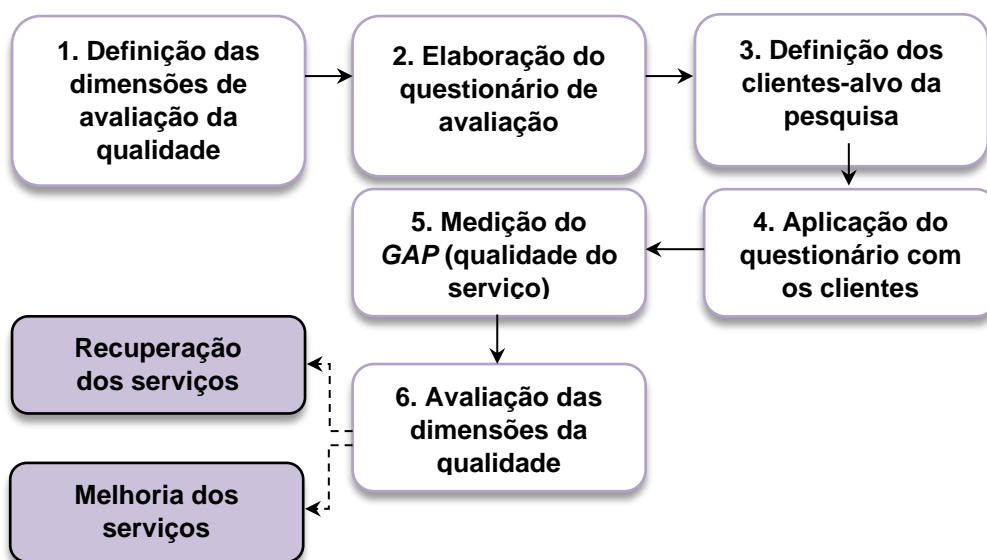 1. Definição das
dimensões de
avaliação da
qualidade
2. Elaboração do
questionário de
avaliação
3. Definição dos
clientes-alvo da
pesquisa
4. Aplicação do
questionário com
os clientes
5. Medição do
GAP (qualidade do
serviço)
6. Avaliação das
dimensões da
qualidade
Recuperação
dos serviços
Melhoria dos
serviços